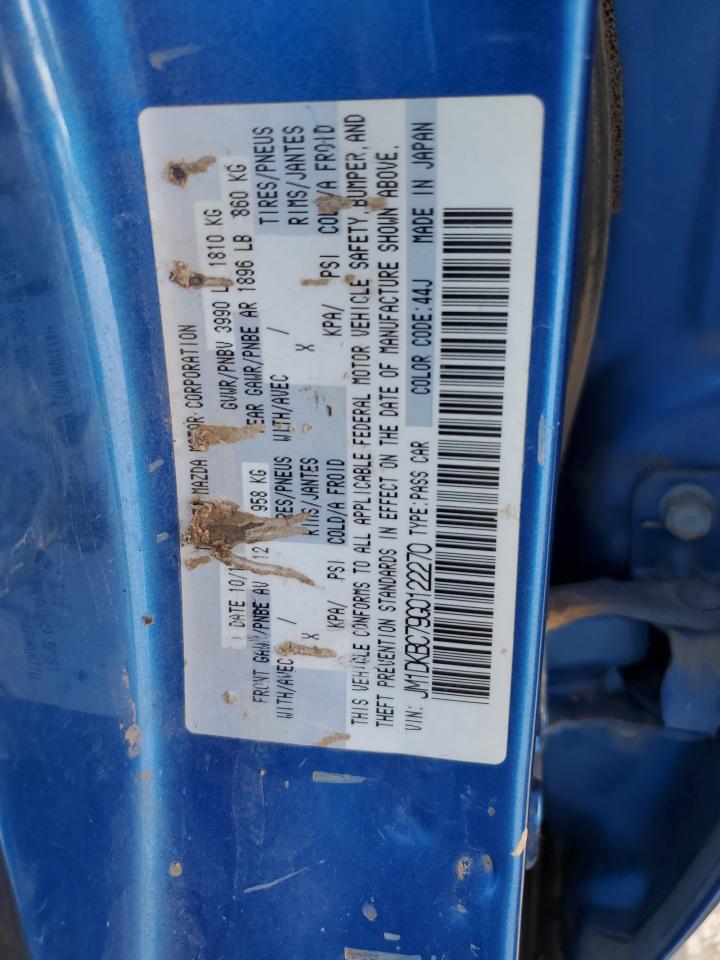 MAZDA MOTOR CORPORATION
DATE 10/1 GVWR/PNBV 3990 L 1810 KG
FRONT GAWR/PNBE AV 12 958 KG EAR GAWR/PNBE AR 1896 LB 860 KG
WITH/AVEC / RES/PNEUS WITH/AVEC / TIRES/PNEUS
X RIMS/JANTES X RIMS/JANTES
KPA/ PSI COLD/A FROID KPA/ PSI COLD/A FROID
THIS VEHICLE CONFORMS TO ALL APPLICABLE FEDERAL MOTOR VEHICLE SAFETY, BUMPER, AND
THEFT PREVENTION STANDARDS IN EFFECT ON THE DATE OF MANUFACTURE SHOWN ABOVE.
VIN: JM1DKBC79G0122270 TYPE:PASS CAR COLOR CODE:44J MADE IN JAPAN